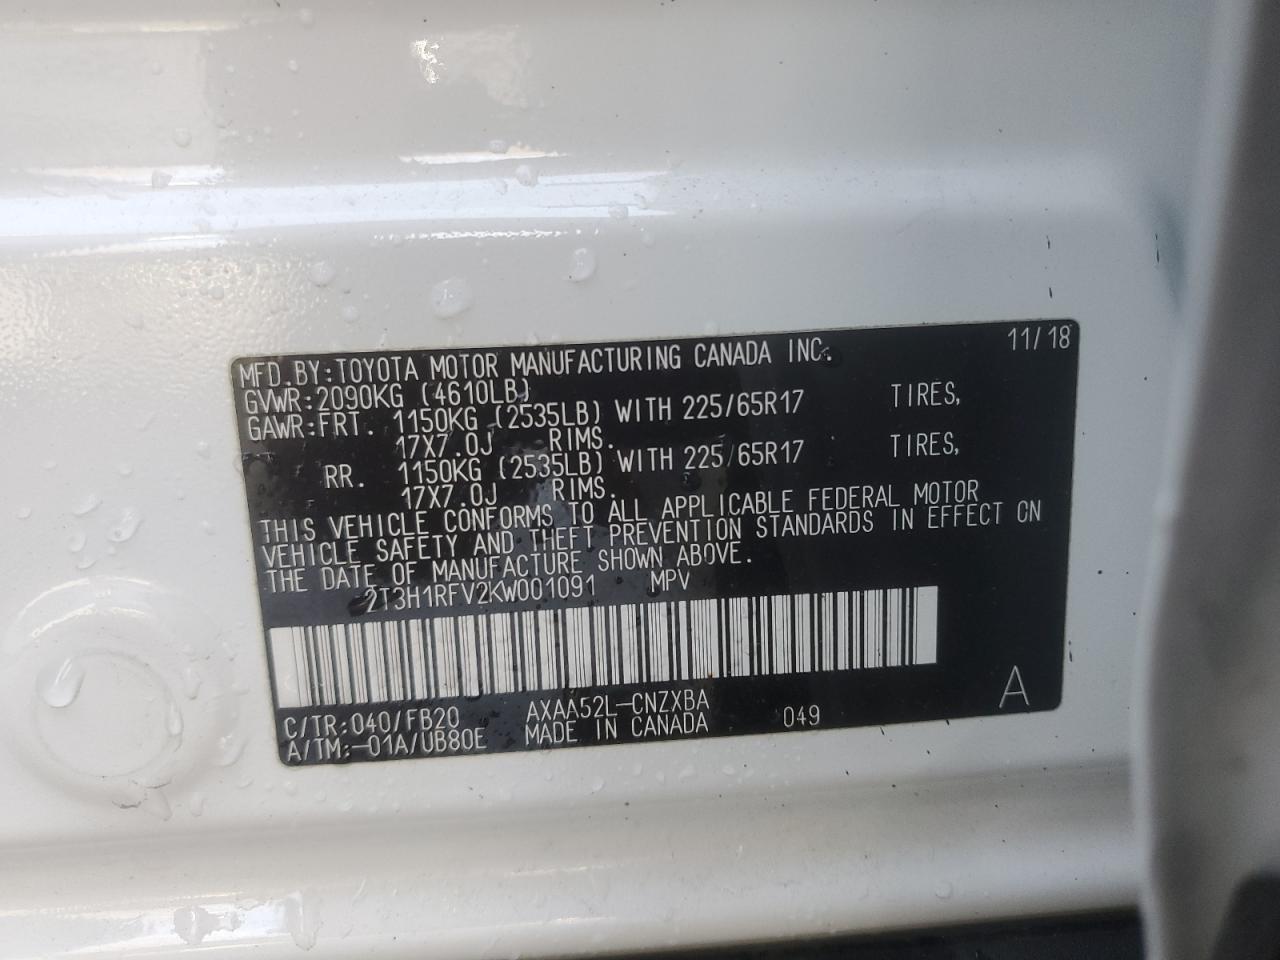 11/18
MFD.BY:TOYOTA MOTOR MANUFACTURING CANADA INC.
GVWR:2090KG (4610LB)
GAWR:FRT. 1150KG (2535LB) WITH 225/65R17 TIRES,
17X7.0J RIMS.
RR. 1150KG (2535LB) WITH 225/65R17 TIRES,
17X7.0J RIMS.
THIS VEHICLE CONFORMS TO ALL APPLICABLE FEDERAL MOTOR
VEHICLE SAFETY AND THEFT PREVENTION STANDARDS IN EFFECT ON
THE DATE OF MANUFACTURE SHOWN ABOVE.
2T3H1RFV2KW001091 MPV
C/TR:040/FB20 AXAA52L-CNZXBA
A/TM:-01A/UB80E MADE IN CANADA 049
A